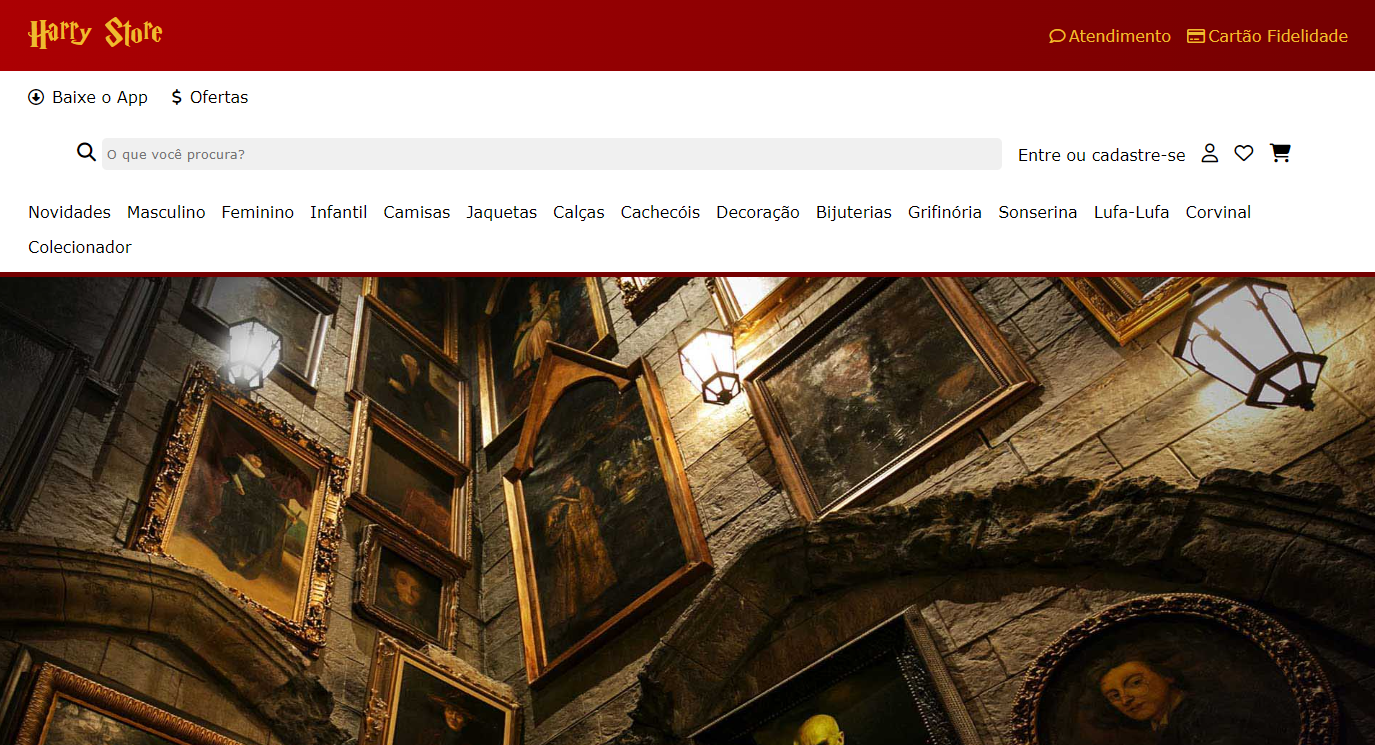 Harry Store
Atendimento Cartão Fidelidade
Baixe o App $ Ofertas
O que você procura? Entre ou cadastre-se
Novidades Masculino Feminino Infantil Camisas Jaquetas Calças Cachecóis Decoração Bijuterias Grifinória Sonserina Lufa-Lufa Corvinal
Colecionador